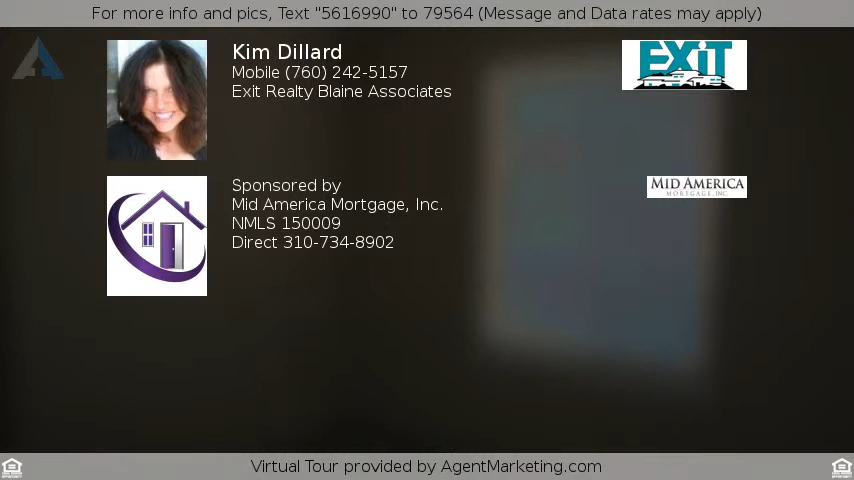 For more info and pics, Text "5616990" to 79564 (Message and Data rates may apply)
Kim Dillard
Mobile (760) 242-5157
Exit Realty Blaine Associates
EXIT
Sponsored by
Mid America Mortgage, Inc.
NMLS 150009
Direct 310-734-8902
MID AMERICA
MORTGAGE, INC
Virtual Tour provided by AgentMarketing.com